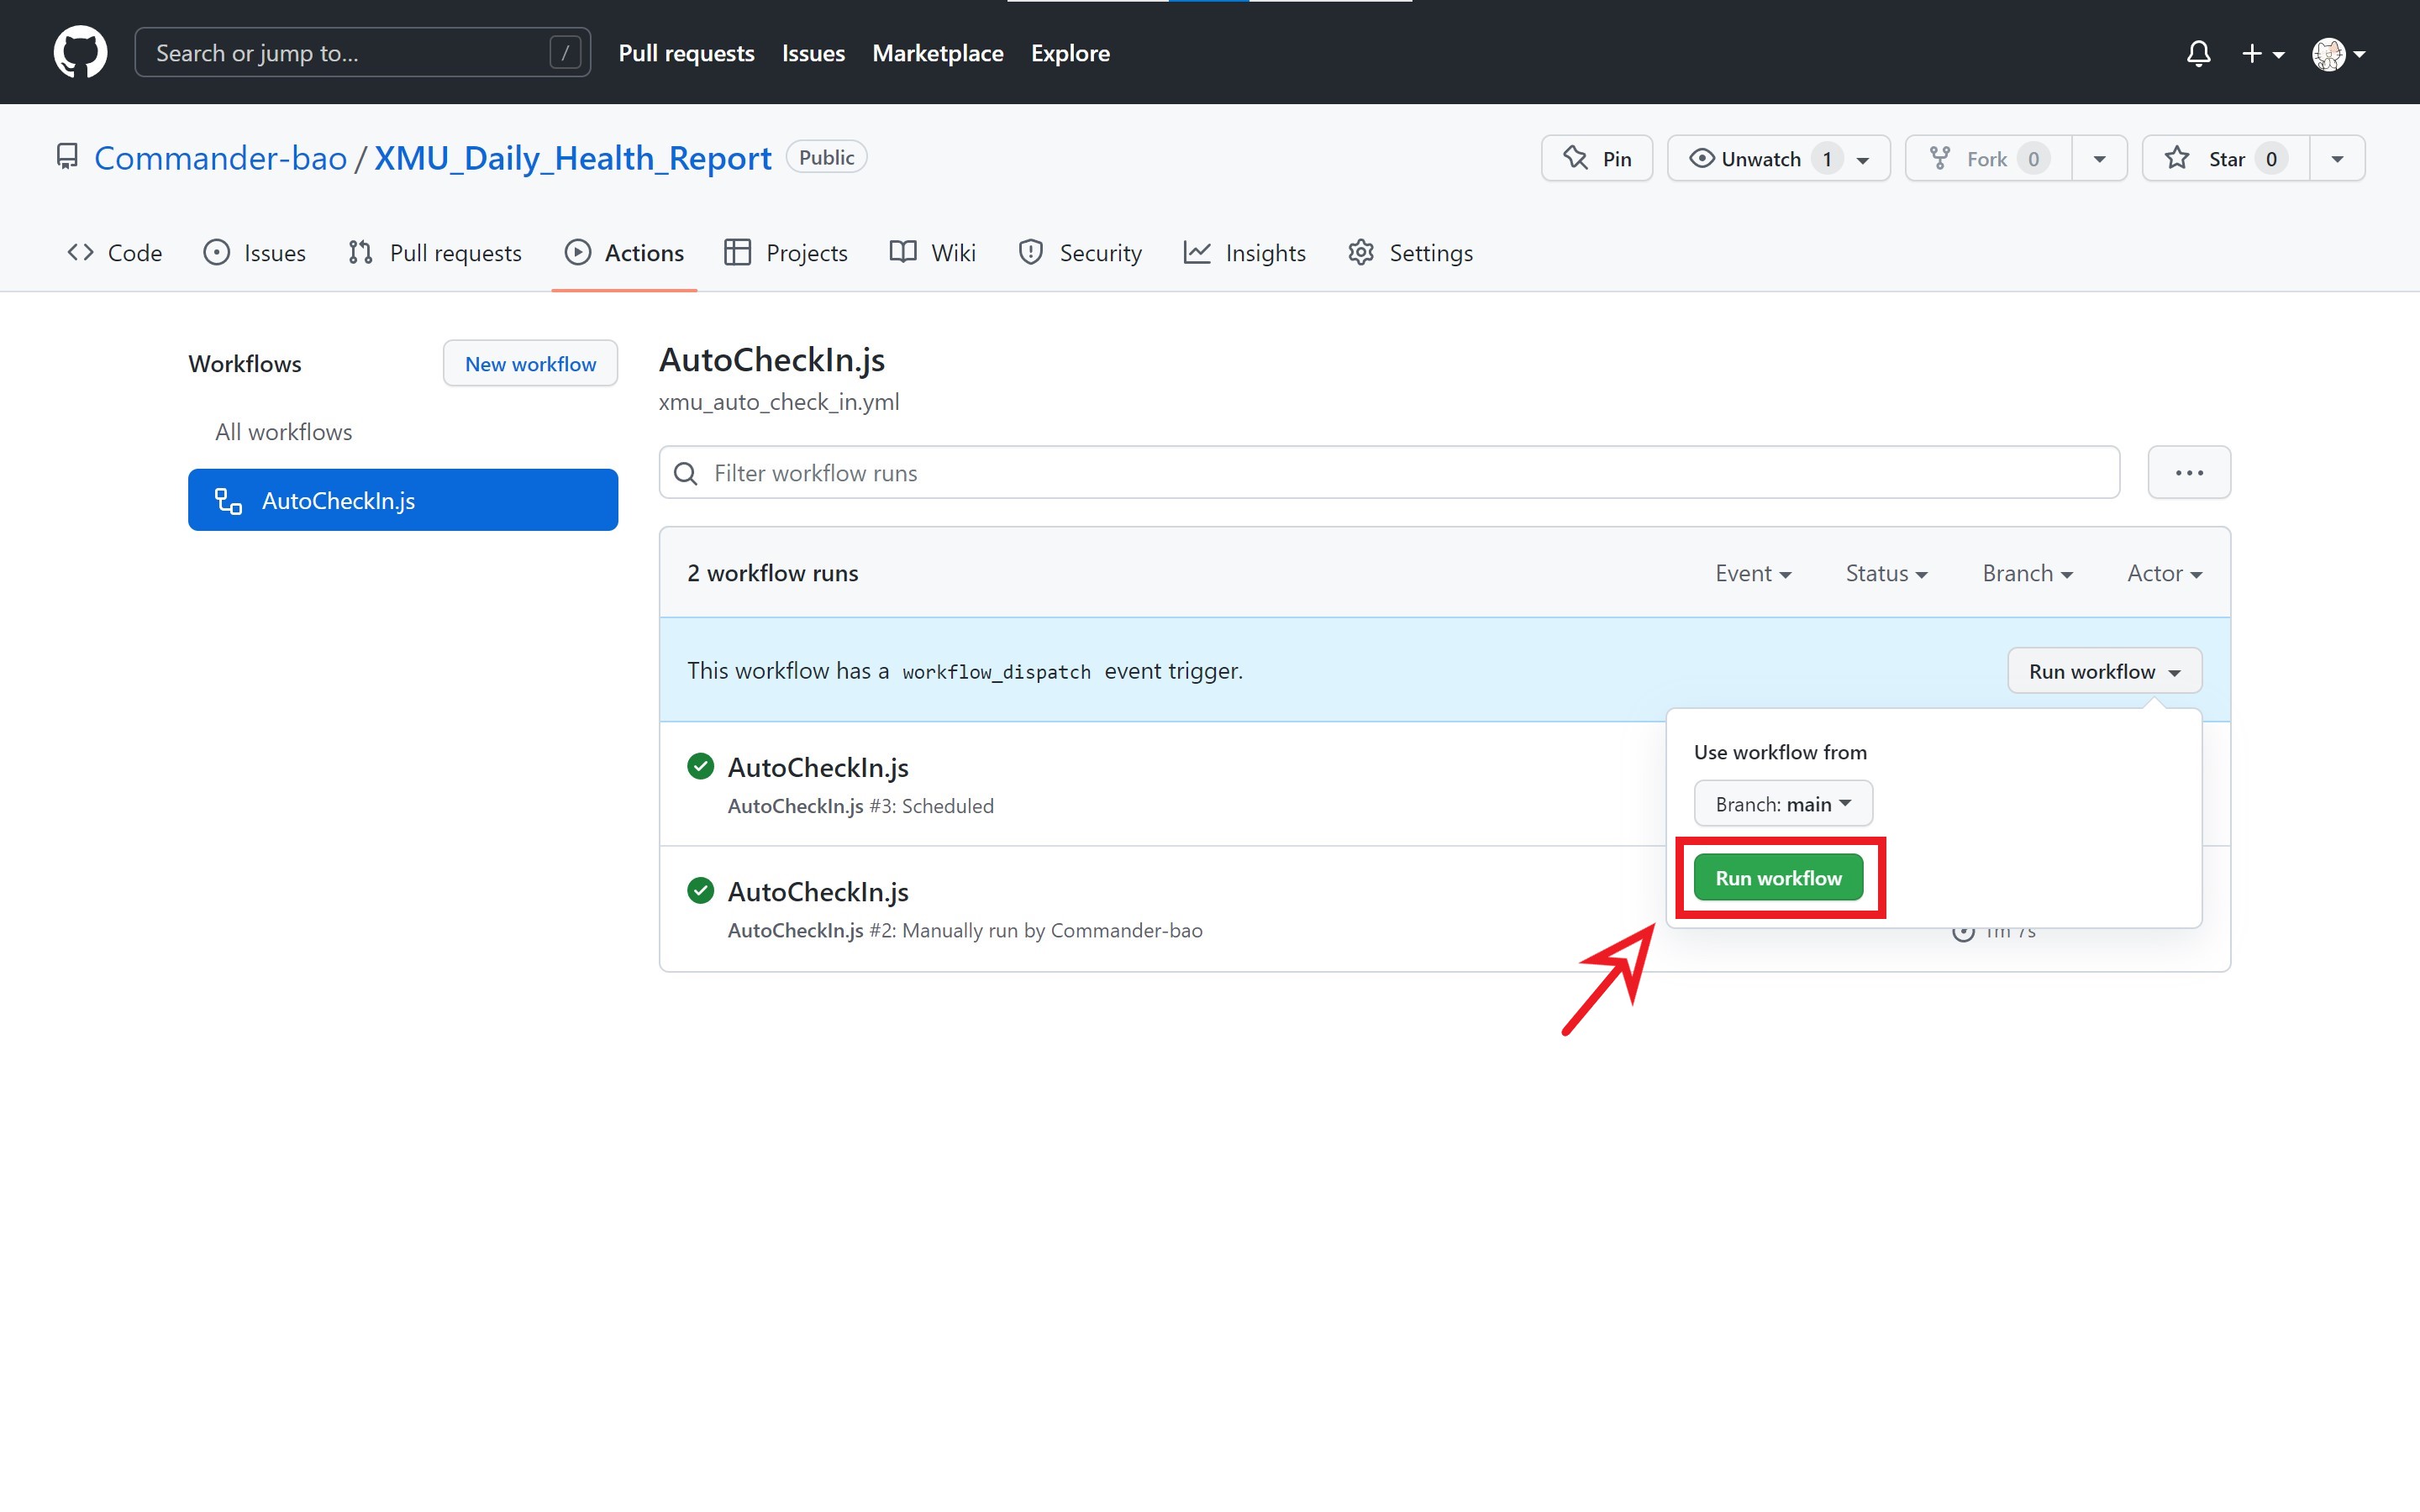 Search or jump to... /
Pull requests Issues Marketplace Explore
Commander-bao / XMU_Daily_Health_Report Public
Pin Unwatch 1 Fork 0 Star 0
Code Issues Pull requests Actions Projects Wiki Security Insights Settings
Workflows New workflow
All workflows
AutoCheckIn.js
AutoCheckIn.js
xmu_auto_check_in.yml
Filter workflow runs
2 workflow runs Event Status Branch Actor
This workflow has a workflow_dispatch event trigger. Run workflow
Use workflow from
Branch: main
Run workflow
AutoCheckIn.js
AutoCheckIn.js #3: Scheduled
AutoCheckIn.js
AutoCheckIn.js #2: Manually run by Commander-bao
1m 7s